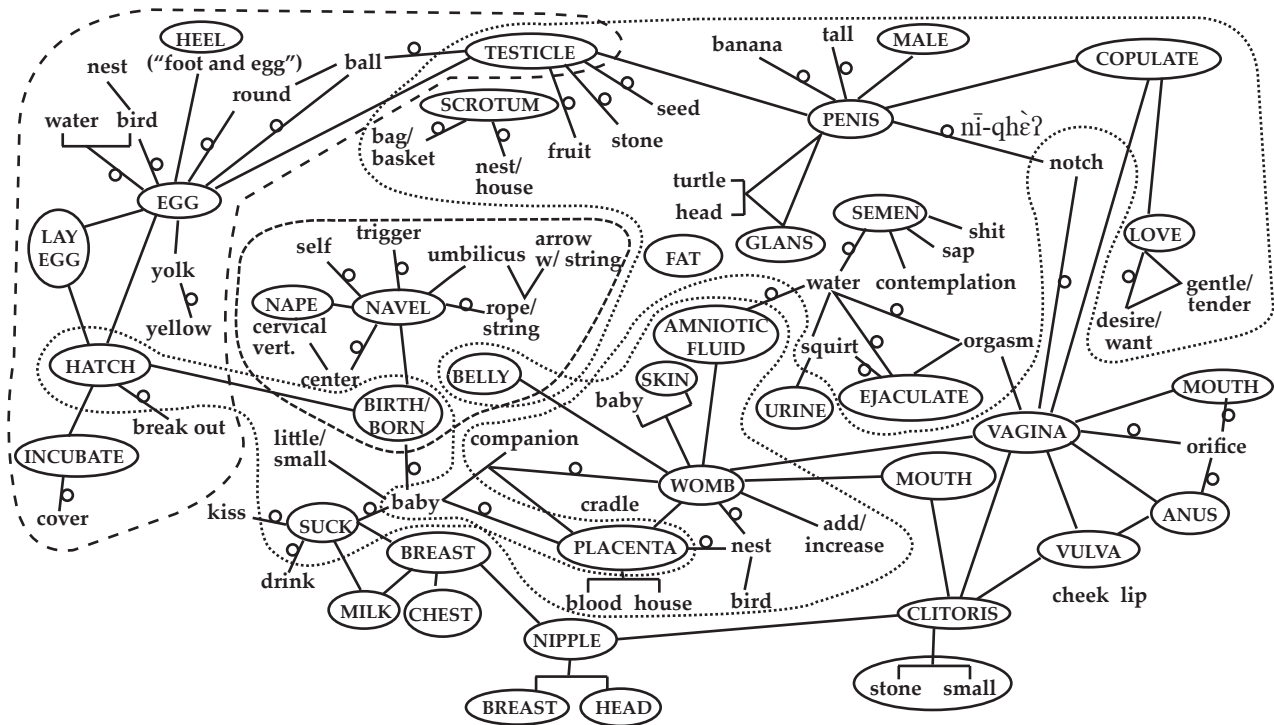 HEEL
("foot and egg")
nest
ball
round
water
bird
EGG
LAY
EGG
yolk
yellow
HATCH
break out
INCUBATE
cover
TESTICLE
SCROTUM
bag/
basket
nest/
house
fruit
stone
seed
banana
tall
MALE
PENIS
COPULATE
nī-qhɛ̀ʔ
notch
turtle
head
GLANS
SEMEN
shit
sap
contemplation
water
LOVE
gentle/
tender
desire/
want
self
trigger
umbilicus
arrow
w/ string
NAPE
NAVEL
rope/
string
cervical
vert.
center
FAT
AMNIOTIC
FLUID
squirt
orgasm
EJACULATE
URINE
BELLY
SKIN
baby
BIRTH/
BORN
little/
small
companion
baby
cradle
WOMB
MOUTH
VAGINA
MOUTH
orifice
ANUS
VULVA
cheek lip
add/
increase
nest
bird
PLACENTA
blood house
kiss
SUCK
drink
BREAST
MILK
CHEST
NIPPLE
BREAST
HEAD
CLITORIS
stone small